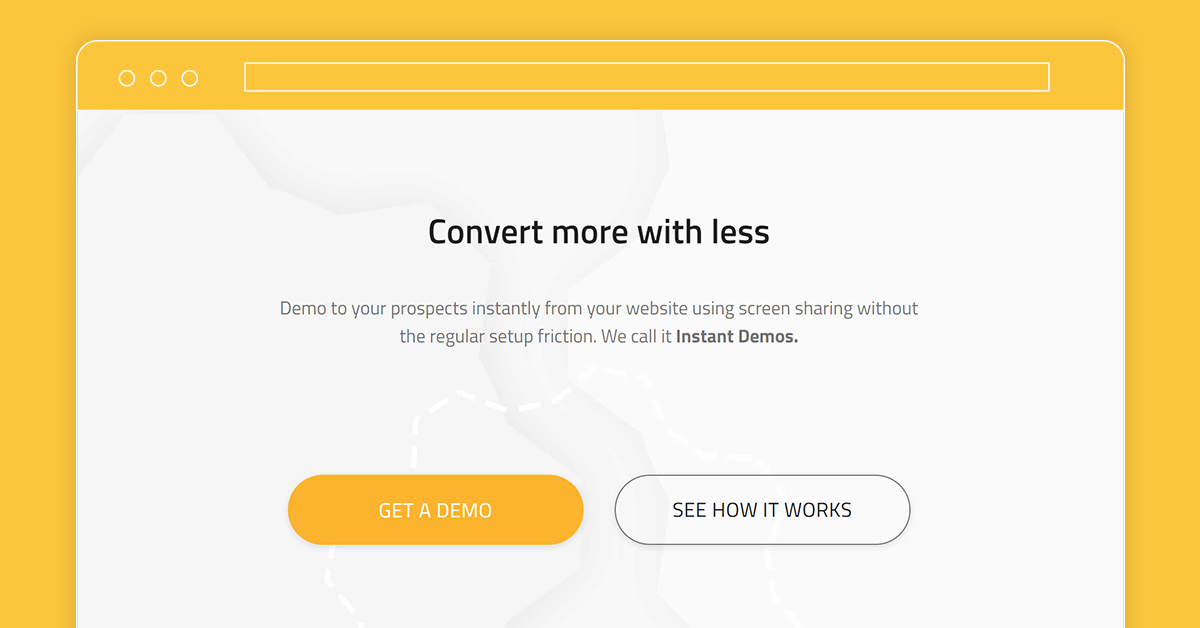 Convert more with less
Demo to your prospects instantly from your website using screen sharing without
the regular setup friction. We call it Instant Demos.
GET A DEMO
SEE HOW IT WORKS